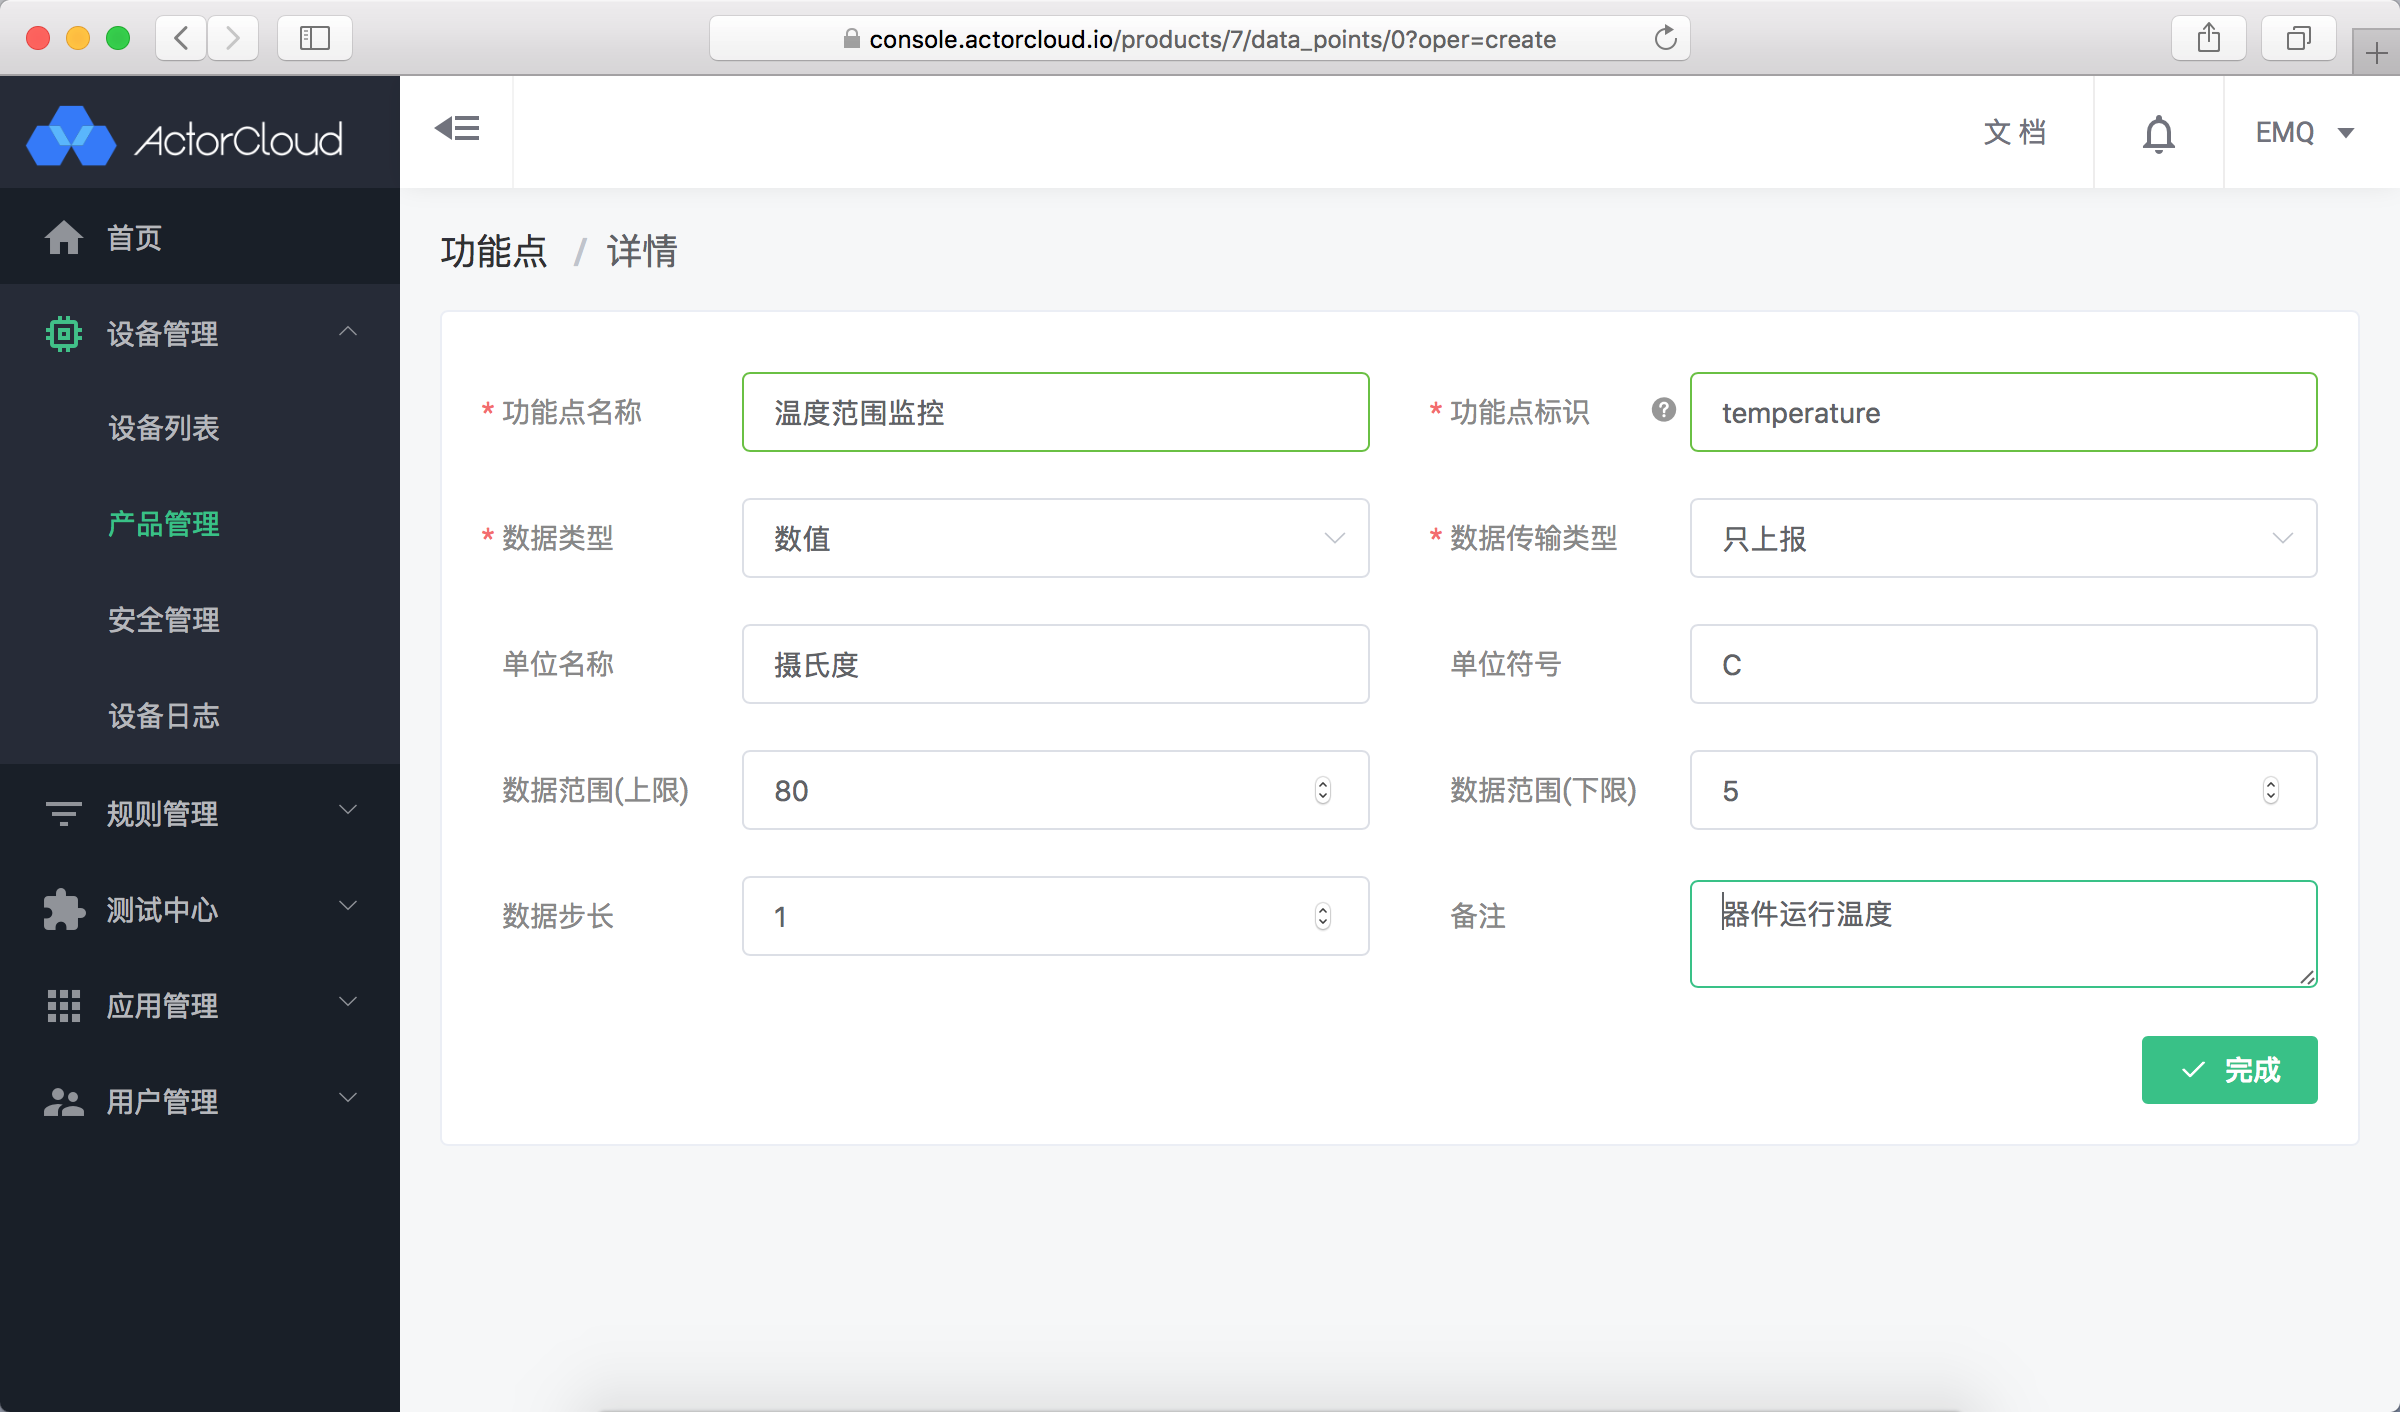 console.actorcloud.io/products/7/data_points/0?oper=create
ActorCloud
文 档
EMQ
首页
设备管理
设备列表
产品管理
安全管理
设备日志
规则管理
测试中心
应用管理
用户管理
功能点 / 详情
* 功能点名称 温度范围监控
* 功能点标识 ? temperature
* 数据类型 数值
* 数据传输类型 只上报
单位名称 摄氏度
单位符号 C
数据范围(上限) 80
数据范围(下限) 5
数据步长 1
备注 器件运行温度
完成